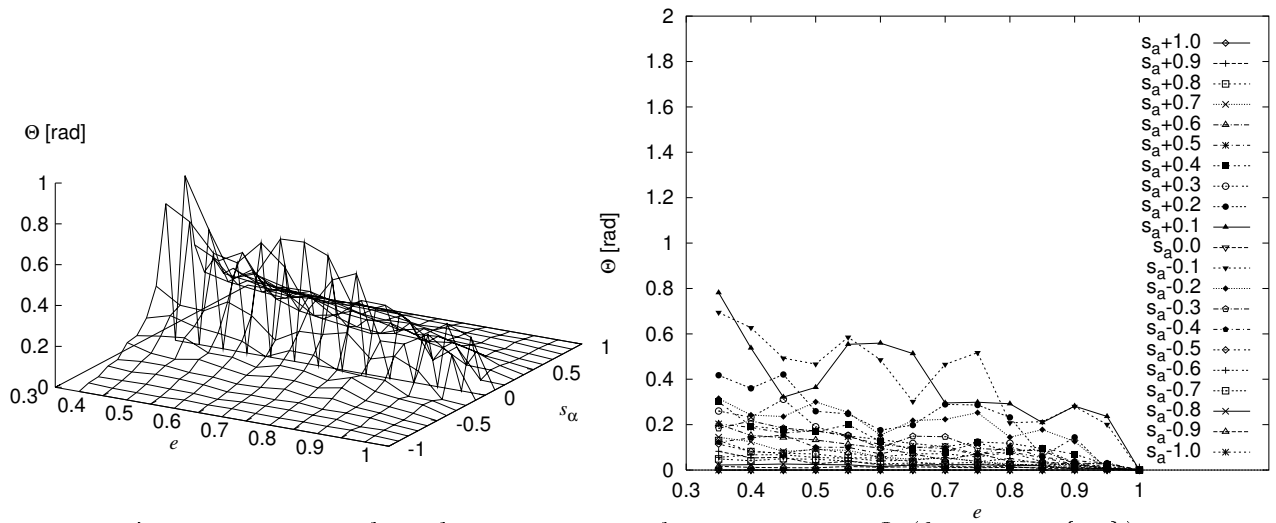 Θ [rad]
1
0.8
0.6
0.4
0.2
0
0.3
0.4
0.5
0.6
0.7
0.8
0.9
1
e
-1
-0.5
0
0.5
1
sα
2
1.8
1.6
1.4
1.2
1
0.8
0.6
0.4
0.2
0
Θ [rad]
0.3 0.4 0.5 0.6 0.7 0.8 0.9 1
e
sa+1.0
sa+0.9
sa+0.8
sa+0.7
sa+0.6
sa+0.5
sa+0.4
sa+0.3
sa+0.2
sa+0.1
sa0.0
sa-0.1
sa-0.2
sa-0.3
sa-0.4
sa-0.5
sa-0.6
sa-0.7
sa-0.8
sa-0.9
sa-1.0